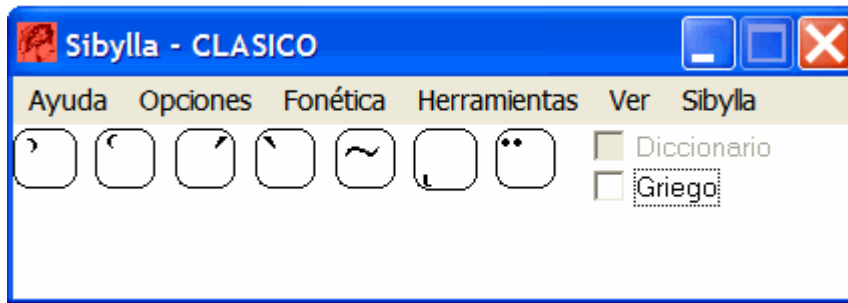 Sibylla - CLASICO
Ayuda Opciones Fonética Herramientas Ver Sibylla
Diccionario
Griego